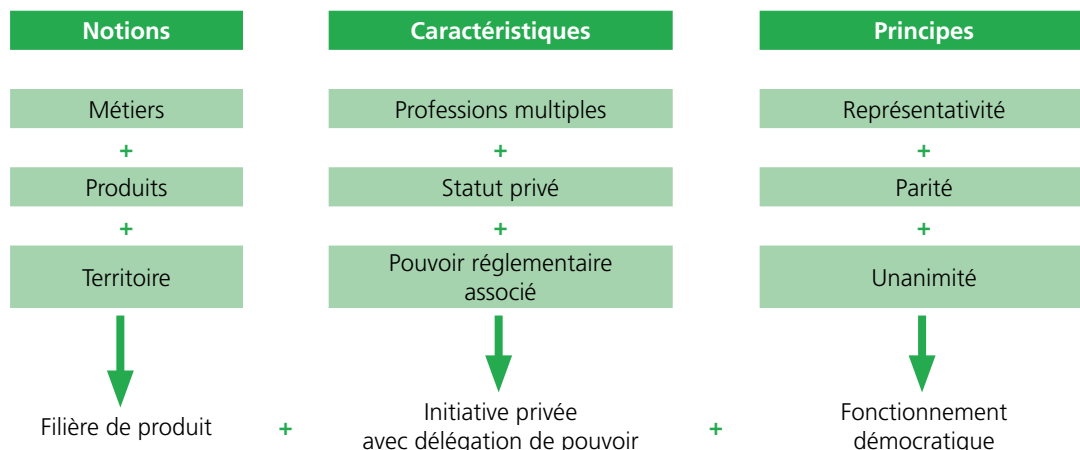 Notions
Caractéristiques
Principes
Métiers
Professions multiples
Représentativité
+
+
+
Produits
Statut privé
Parité
+
+
+
Territoire
Pouvoir réglementaire
associé
Unanimité
Filière de produit
+
Initiative privée
avec délégation de pouvoir
+
Fonctionnement
démocratique